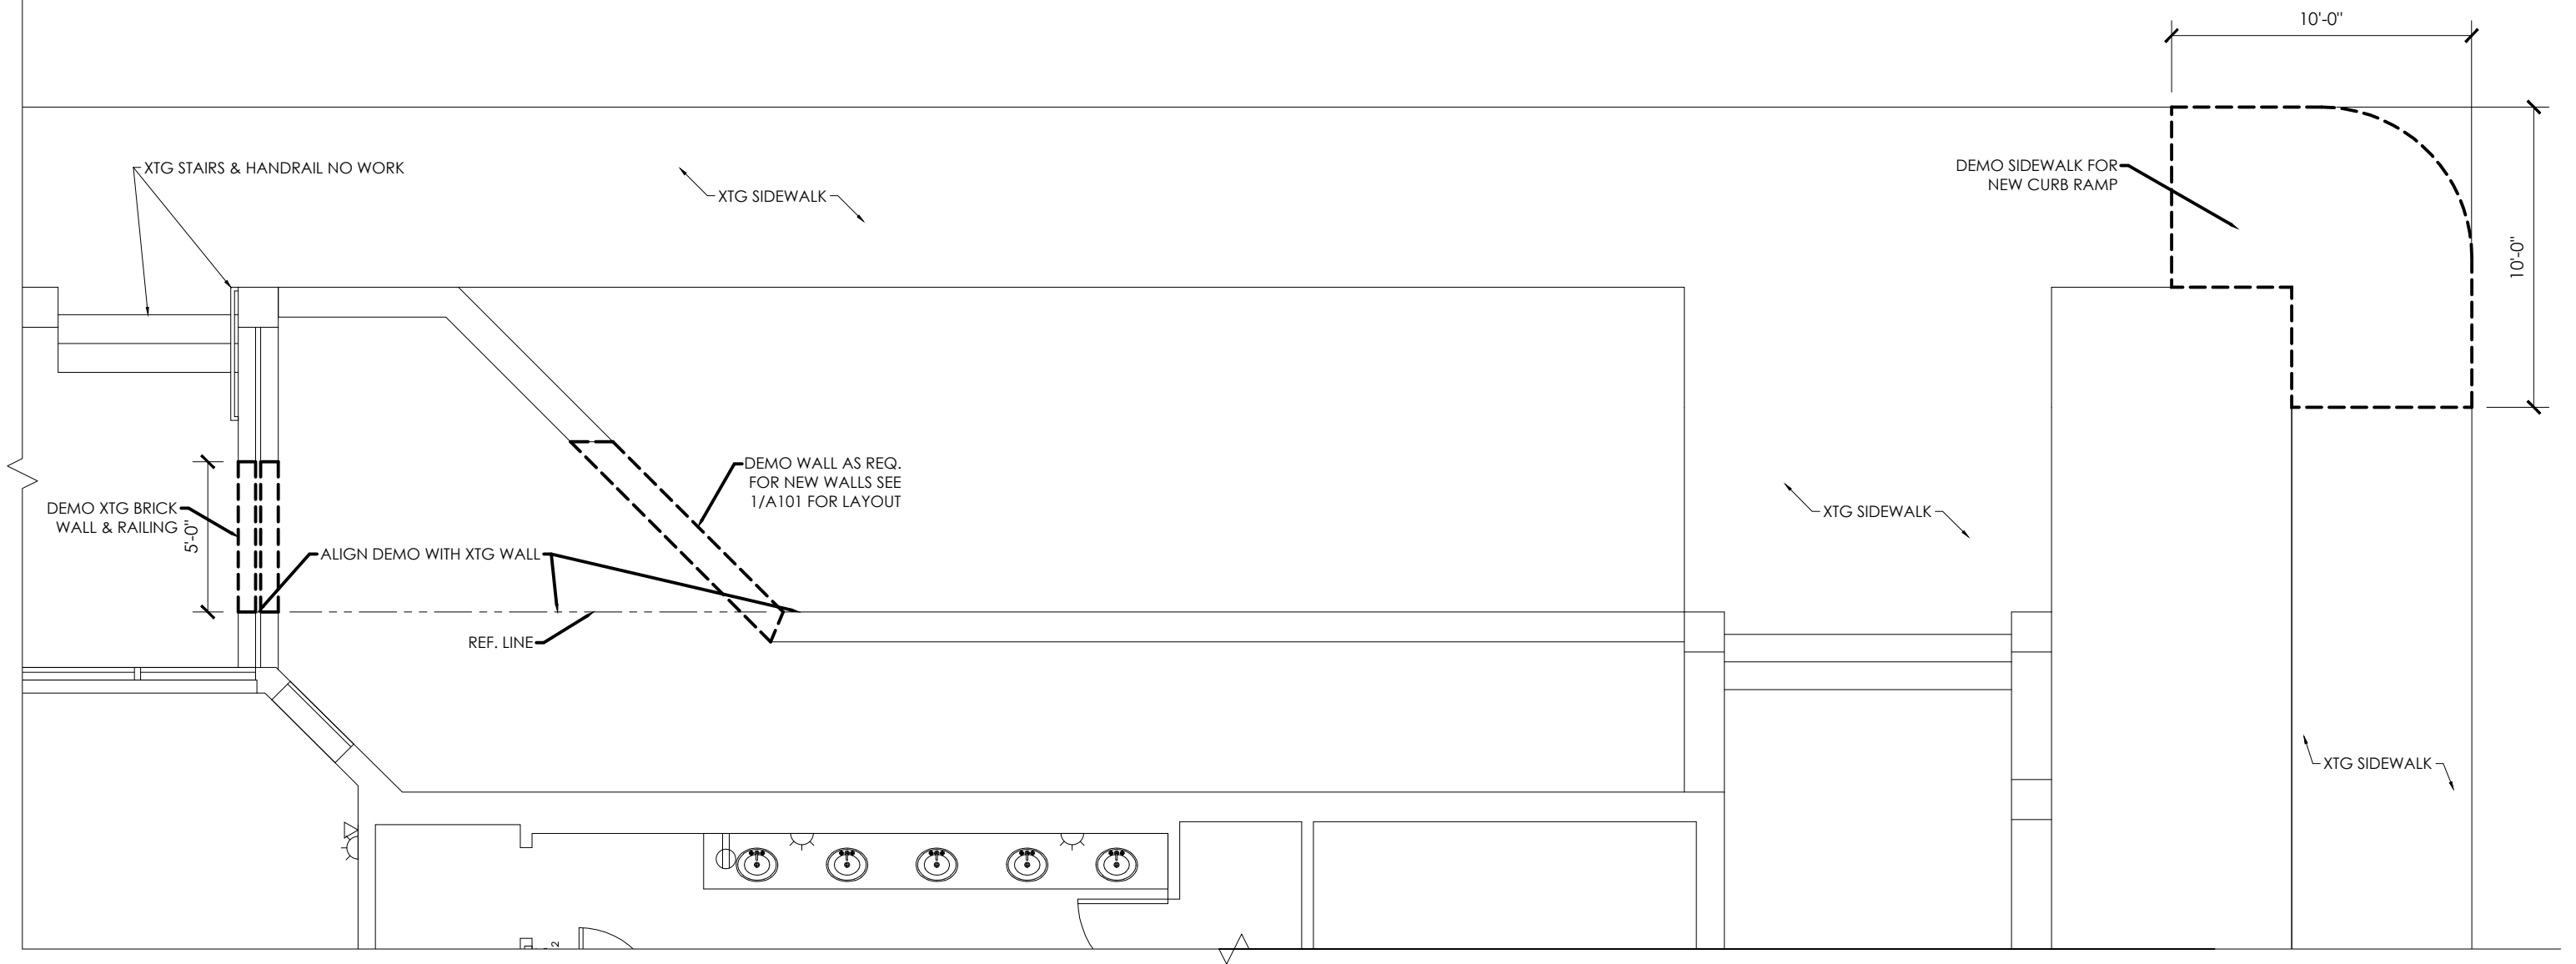 10'-0"
XTG STAIRS & HANDRAIL NO WORK
XTG SIDEWALK
DEMO SIDEWALK FOR
NEW CURB RAMP
10'-0"
DEMO WALL AS REQ.
FOR NEW WALLS SEE
1/A101 FOR LAYOUT
DEMO XTG BRICK
WALL & RAILING
5'-0"
XTG SIDEWALK
ALIGN DEMO WITH XTG WALL
REF. LINE
XTG SIDEWALK
2